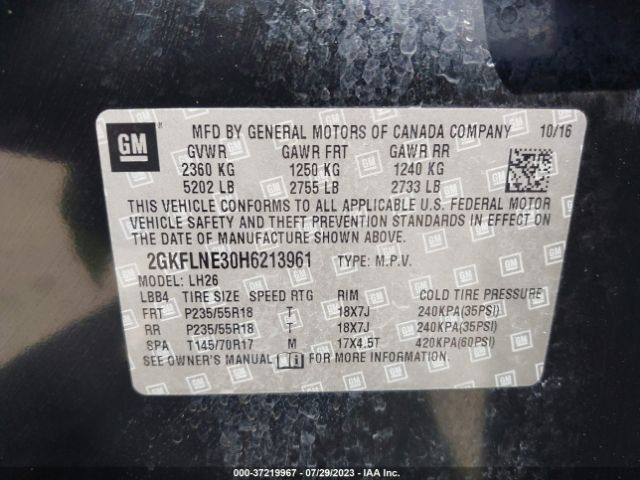 GM MFD BY GENERAL MOTORS OF CANADA COMPANY 10/16
GVWR GAWR FRT GAWR RR
2360 KG 1250 KG 1240 KG
5202 LB 2755 LB 2733 LB
THIS VEHICLE CONFORMS TO ALL APPLICABLE U.S. FEDERAL MOTOR
VEHICLE SAFETY AND THEFT PREVENTION STANDARDS IN EFFECT ON
THE DATE OF MANUFACTURE SHOWN ABOVE.
2GKFLNE30H6213961 TYPE: M.P.V.
MODEL: LH26
LBB4 TIRE SIZE SPEED RTG RIM COLD TIRE PRESSURE
FRT P235/55R18 T 18X7J 240KPA(35PSI)
RR P235/55R18 T 18X7J 240KPA(35PSI)
SPA T145/70R17 M 17X4.5T 420KPA(60PSI)
SEE OWNER'S MANUAL FOR MORE INFORMATION.
000-37219967 - 07/29/2023 - IAA Inc.